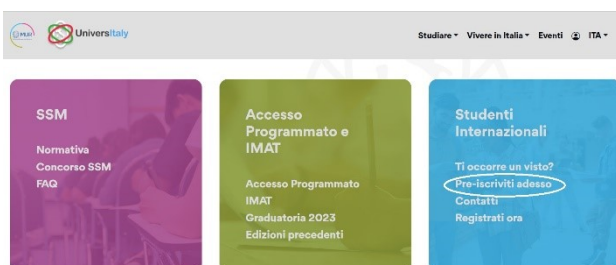 UniversItaly
Studiare Vivere in Italia Eventi ITA
SSM
Normativa
Concorso SSM
FAQ
Accesso
Programmato e
IMAT
Accesso Programmato
IMAT
Graduatoria 2023
Edizioni precedenti
Studenti
Internazionali
Ti occorre un visto?
Pre-iscriviti adesso
Contatti
Registrati ora